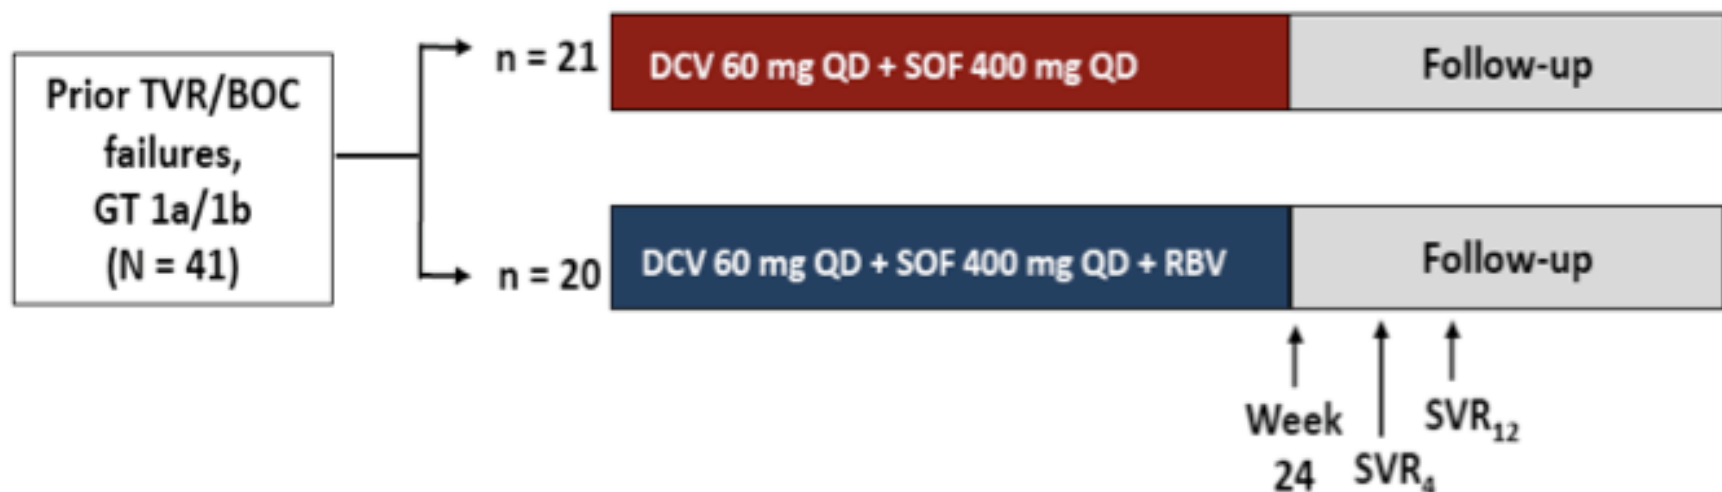 Prior TVR/BOC
failures,
GT 1a/1b
(N = 41)
n = 21
DCV 60 mg QD + SOF 400 mg QD
Follow-up
n = 20
DCV 60 mg QD + SOF 400 mg QD + RBV
Follow-up
Week
24
SVR₄
SVR₁₂